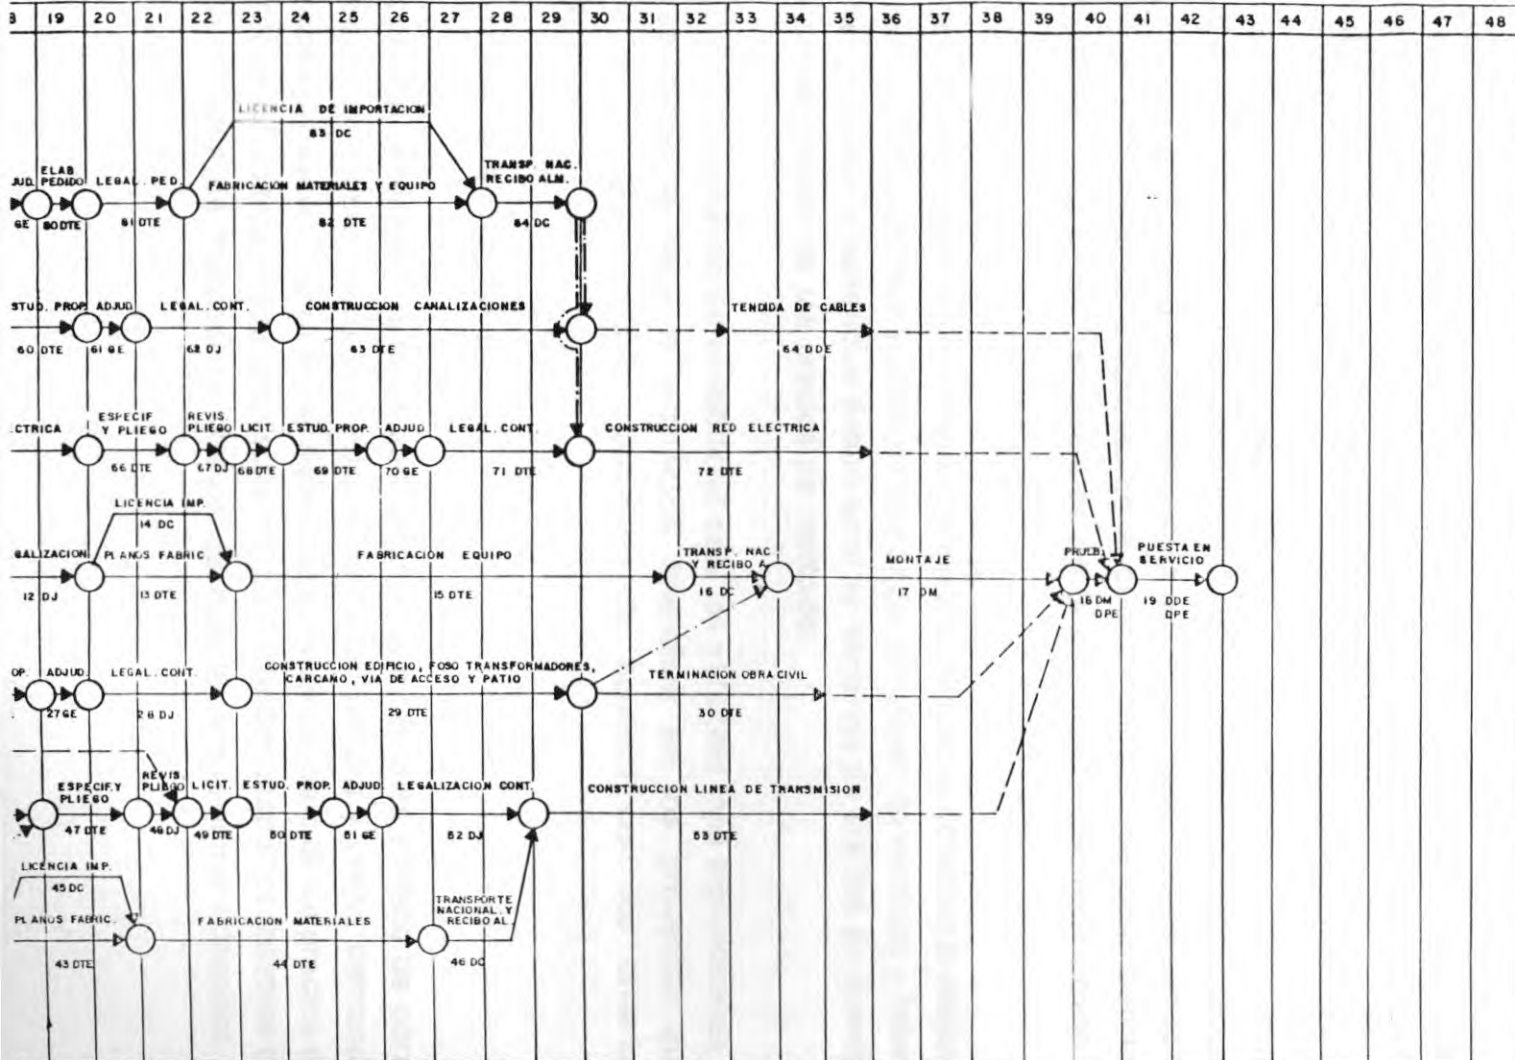 8 19 20 21 22 23 24 25 26 27 28 29 30 31 32 33 34 35 36 37 38 39 40 41 42 43 44 45 46 47 48
LICENCIA DE IMPORTACION
83 DC
JUD.
ELAB
PEDIDO
LEGAL. PED.
FABRICACION MATERIALES Y EQUIPO
TRANSP. NAC.
RECIBO ALM.
GE
80 DTE
81 DTE
82 DTE
84 DC
STUD. PROP.
ADJUD
LEGAL. CONT.
CONSTRUCCION CANALIZACIONES
TENDIDA DE CABLES
60 DTE
61 GE
62 DJ
63 DTE
64 DDE
.CTRICA
ESPECIF
Y PLIEGO
REVIS.
PLIEGO
LICIT.
ESTUD. PROP.
ADJUD
LEGAL. CONT.
CONSTRUCCION RED ELECTRICA
66 DTE
67 DJ
68 DTE
69 DTE
70 GE
71 DTE
72 DTE
LICENCIA IMP.
14 DC
GALIZACION
PLANOS FABRIC
FABRICACION EQUIPO
TRANSP. NAC
Y RECIBO A.
MONTAJE
PRUEB.
PUESTA EN
SERVICIO
12 DJ
13 DTE
15 DTE
16 DC
17 DM
18 DM
DPE
19 DDE
DPE
OP.
ADJUD.
LEGAL. CONT.
CONSTRUCCION EDIFICIO, FOSO TRANSFORMADORES,
CARCAMO, VIA DE ACCESO Y PATIO
TERMINACION OBRA CIVIL
27 GE
28 DJ
29 DTE
30 DTE
ESPECIF. Y
PLIEGO
REVIS.
PLIEGO
LICIT.
ESTUD. PROP.
ADJUD.
LEGALIZACION CONT.
CONSTRUCCION LINEA DE TRANSMISION
47 DTE
48 DJ
49 DTE
50 DTE
51 GE
52 DJ
53 DTE
LICENCIA IMP.
45 DC
PLANOS FABRIC.
FABRICACION MATERIALES
TRANSPORTE
NACIONAL. Y
RECIBO AL.
43 DTE
44 DTE
46 DC